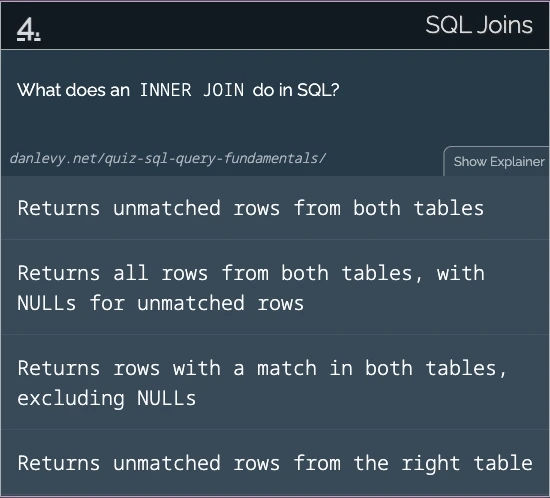 4.
SQL Joins
What does an INNER JOIN do in SQL?
danlevy.net/quiz-sql-query-fundamentals/
Show Explainer
Returns unmatched rows from both tables
Returns all rows from both tables, with
NULLs for unmatched rows
Returns rows with a match in both tables,
excluding NULLs
Returns unmatched rows from the right table